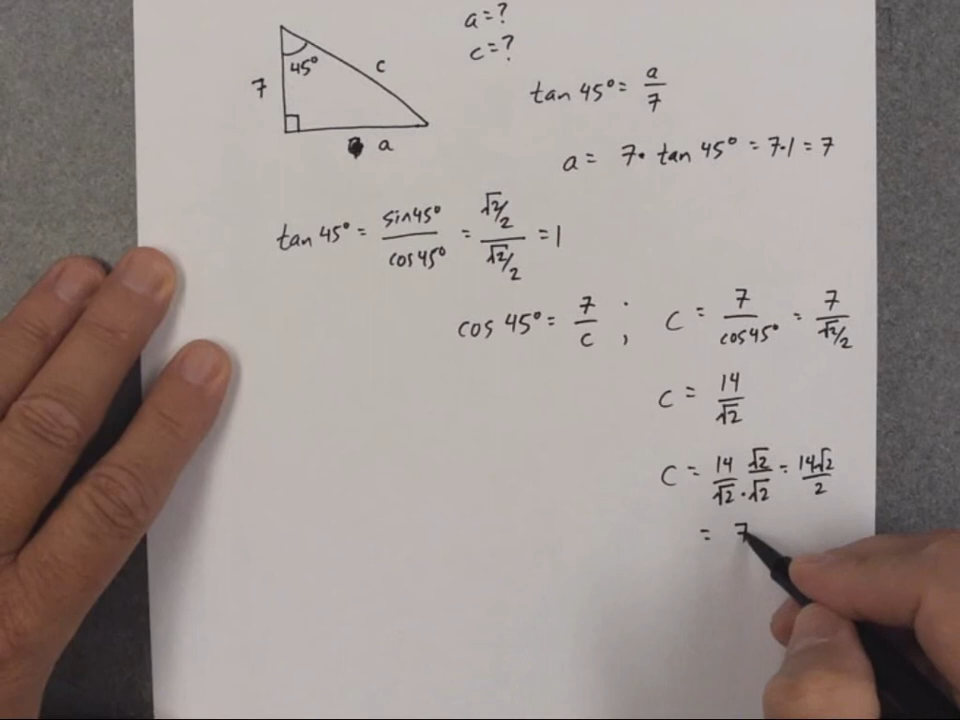 a = ?
c = ?
45°
c
7
a
tan 45° = a/7
a = 7 · tan 45° = 7·1 = 7
tan 45° = sin 45°/cos 45° = (√2/2)/(√2/2) = 1
cos 45° = 7/c ; c = 7/cos 45° = 7/(√2/2)
c = 14/√2
c = 14/√2 · √2/√2 = 14√2/2
= 7